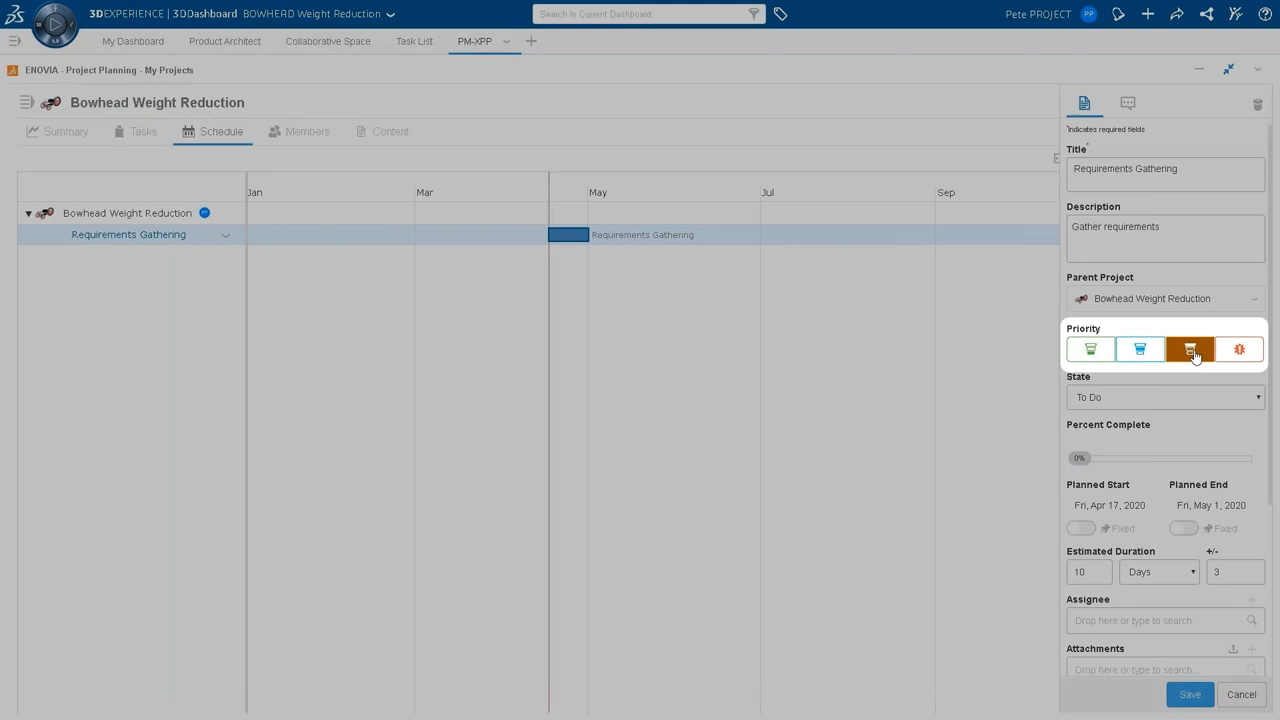 3DEXPERIENCE | 3DDashboard BOWHEAD Weight Reduction
Search In Current Dashboard
Pete PROJECT PP
My Dashboard Product Architect Collaborative Space Task List PM-XPP
ENOVIA - Project Planning - My Projects
Bowhead Weight Reduction
Summary Tasks Schedule Members Content
*Indicates required fields
Title*
Requirements Gathering
Jan Mar May Jul Sep
Description
Bowhead Weight Reduction PP
Gather requirements
Requirements Gathering Requirements Gathering
Parent Project
Bowhead Weight Reduction
Priority
State
To Do
Percent Complete
0%
Planned Start Planned End
Fri, Apr 17, 2020 Fri, May 1, 2020
Fixed Fixed
Estimated Duration +/-
10 Days 3
Assignee
Drop here or type to search.
Attachments
Drop here or type to search.
Save Cancel